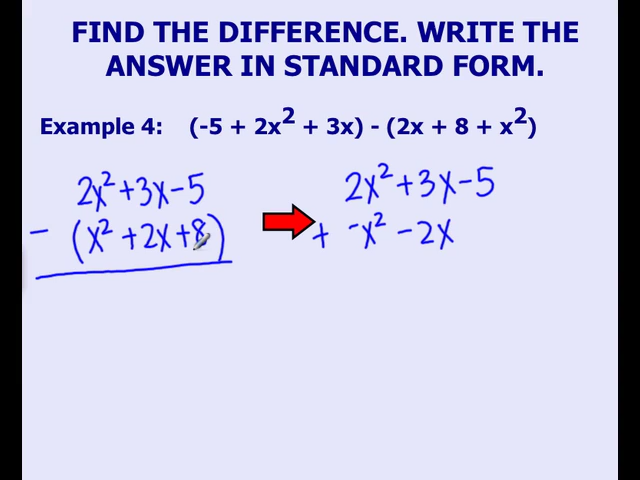 FIND THE DIFFERENCE. WRITE THE
ANSWER IN STANDARD FORM.
Example 4: (-5 + 2x² + 3x) - (2x + 8 + x²)
2x² + 3x - 5
- (x² + 2x + 8)
2x² + 3x - 5
+ -x² - 2x